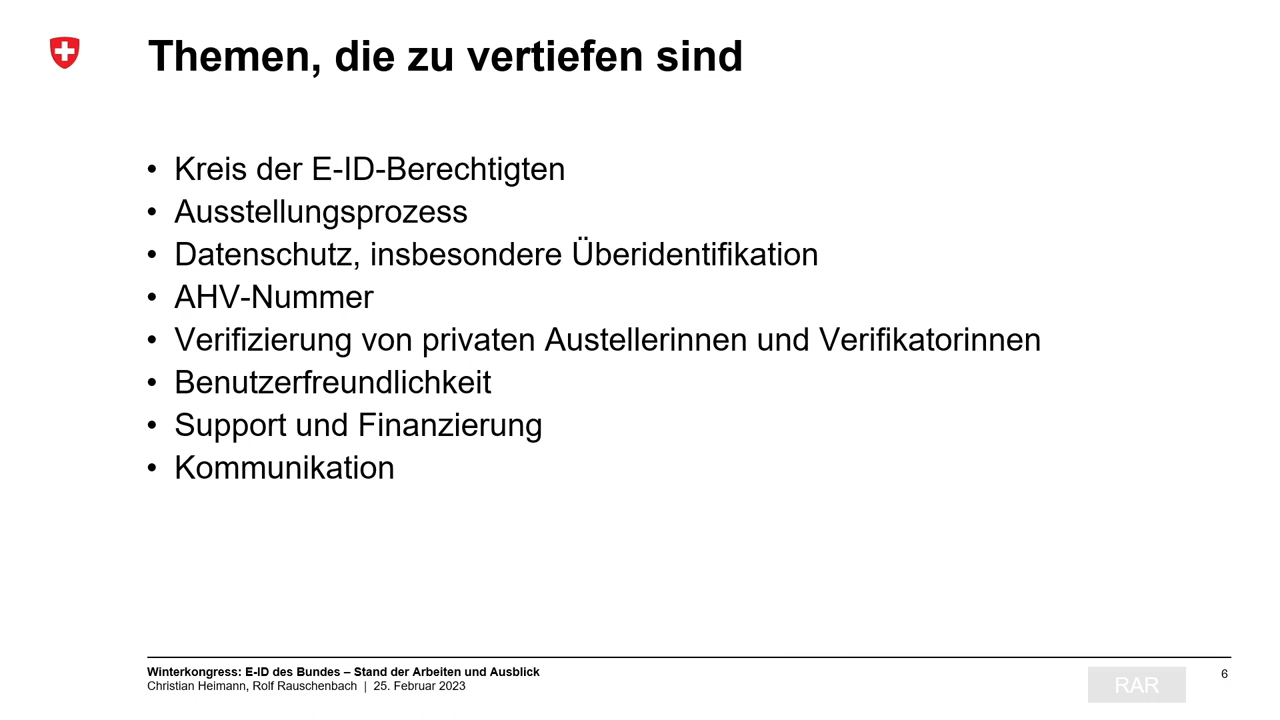 Themen, die zu vertiefen sind
• Kreis der E-ID-Berechtigten
• Ausstellungsprozess
• Datenschutz, insbesondere Überidentifikation
• AHV-Nummer
• Verifizierung von privaten Austellerinnen und Verifikatorinnen
• Benutzerfreundlichkeit
• Support und Finanzierung
• Kommunikation
Winterkongress: E-ID des Bundes – Stand der Arbeiten und Ausblick
Christian Heimann, Rolf Rauschenbach | 25. Februar 2023
RAR
6